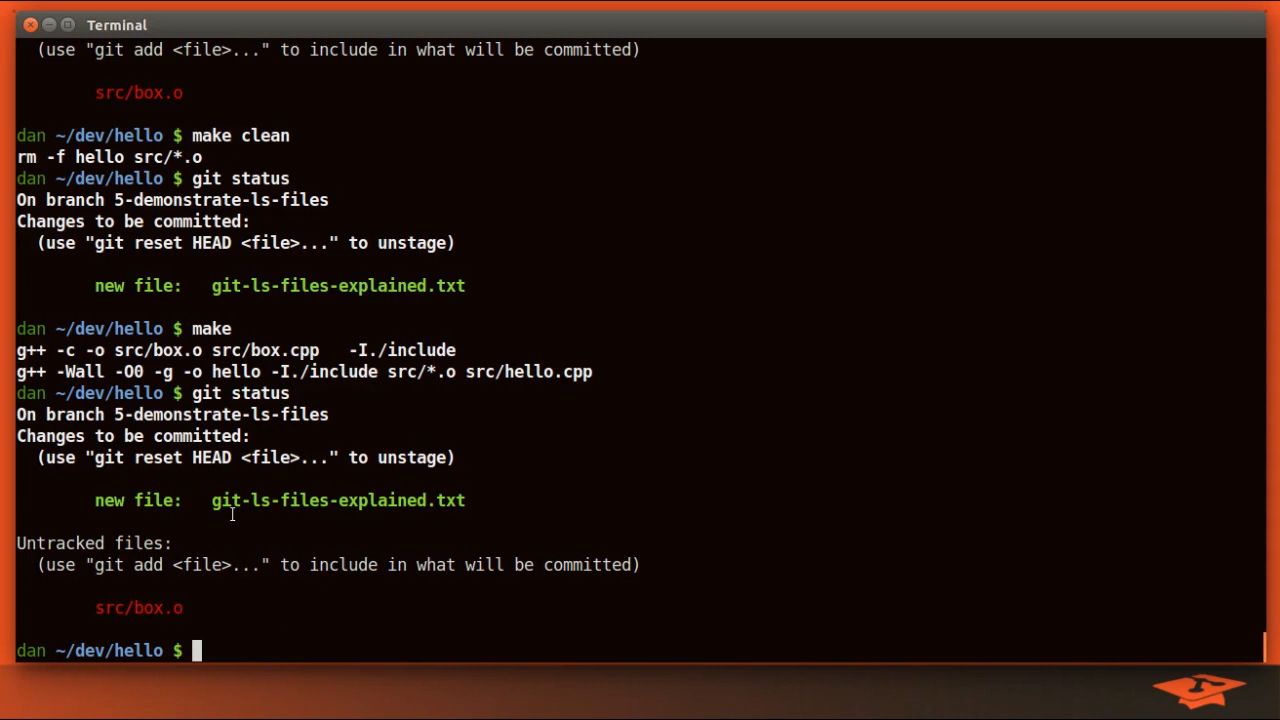 Terminal
(use "git add <file>..." to include in what will be committed)
src/box.o
dan ~/dev/hello $ make clean
rm -f hello src/*.o
dan ~/dev/hello $ git status
On branch 5-demonstrate-ls-files
Changes to be committed:
(use "git reset HEAD <file>..." to unstage)
new file:   git-ls-files-explained.txt
dan ~/dev/hello $ make
g++ -c -o src/box.o src/box.cpp   -I./include
g++ -Wall -O0 -g -o hello -I./include src/*.o src/hello.cpp
dan ~/dev/hello $ git status
On branch 5-demonstrate-ls-files
Changes to be committed:
(use "git reset HEAD <file>..." to unstage)
new file:   git-ls-files-explained.txt
Untracked files:
(use "git add <file>..." to include in what will be committed)
src/box.o
dan ~/dev/hello $